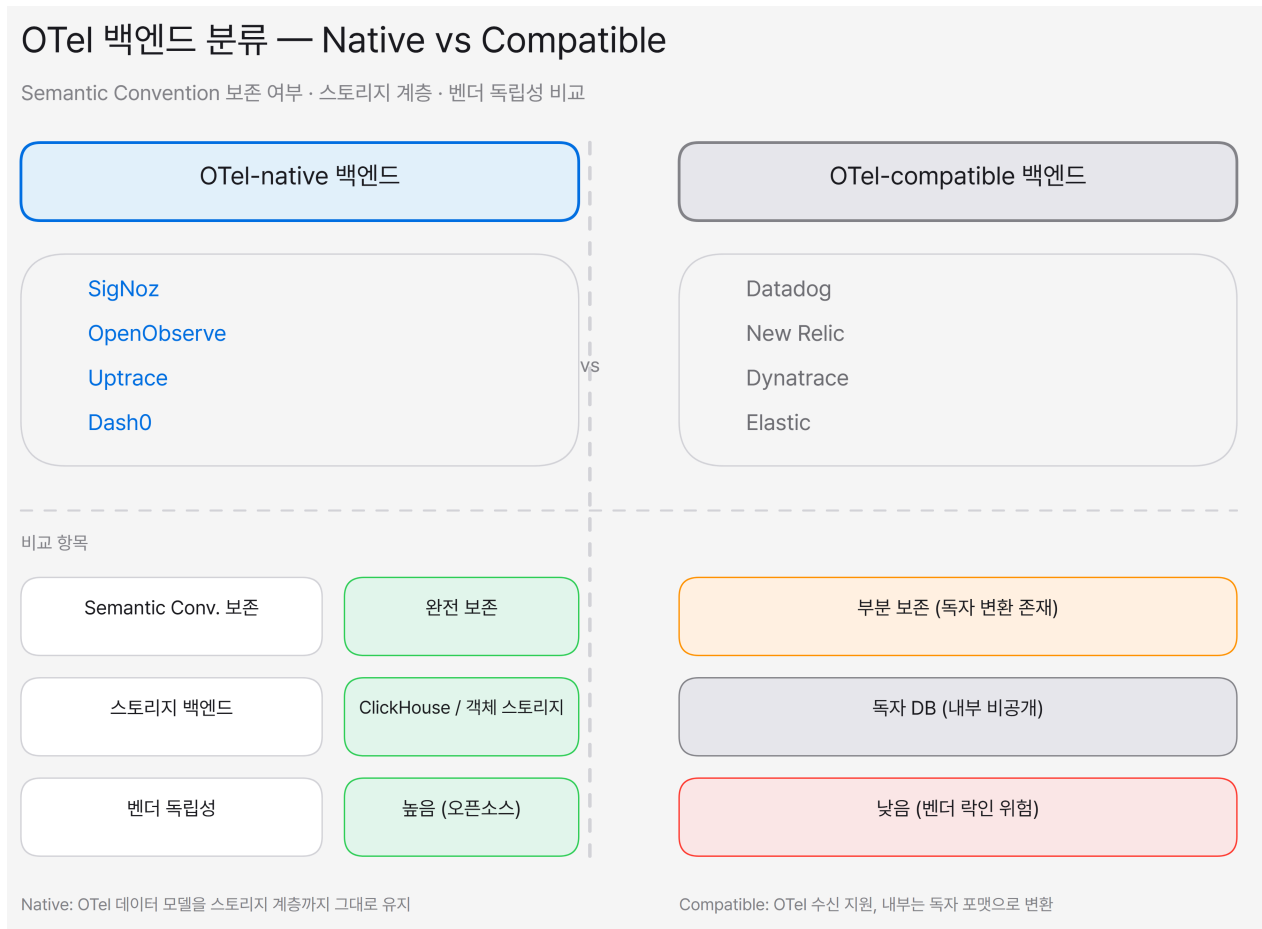 OTel 백엔드 분류 — Native vs Compatible
Semantic Convention 보존 여부 · 스토리지 계층 · 벤더 독립성 비교
OTel-native 백엔드
OTel-compatible 백엔드
SigNoz
OpenObserve
Uptrace
Dash0
vs
Datadog
New Relic
Dynatrace
Elastic
비교 항목
Semantic Conv. 보존
완전 보존
부분 보존 (독자 변환 존재)
스토리지 백엔드
ClickHouse / 객체 스토리지
독자 DB (내부 비공개)
벤더 독립성
높음 (오픈소스)
낮음 (벤더 락인 위험)
Native: OTel 데이터 모델을 스토리지 계층까지 그대로 유지
Compatible: OTel 수신 지원, 내부는 독자 포맷으로 변환